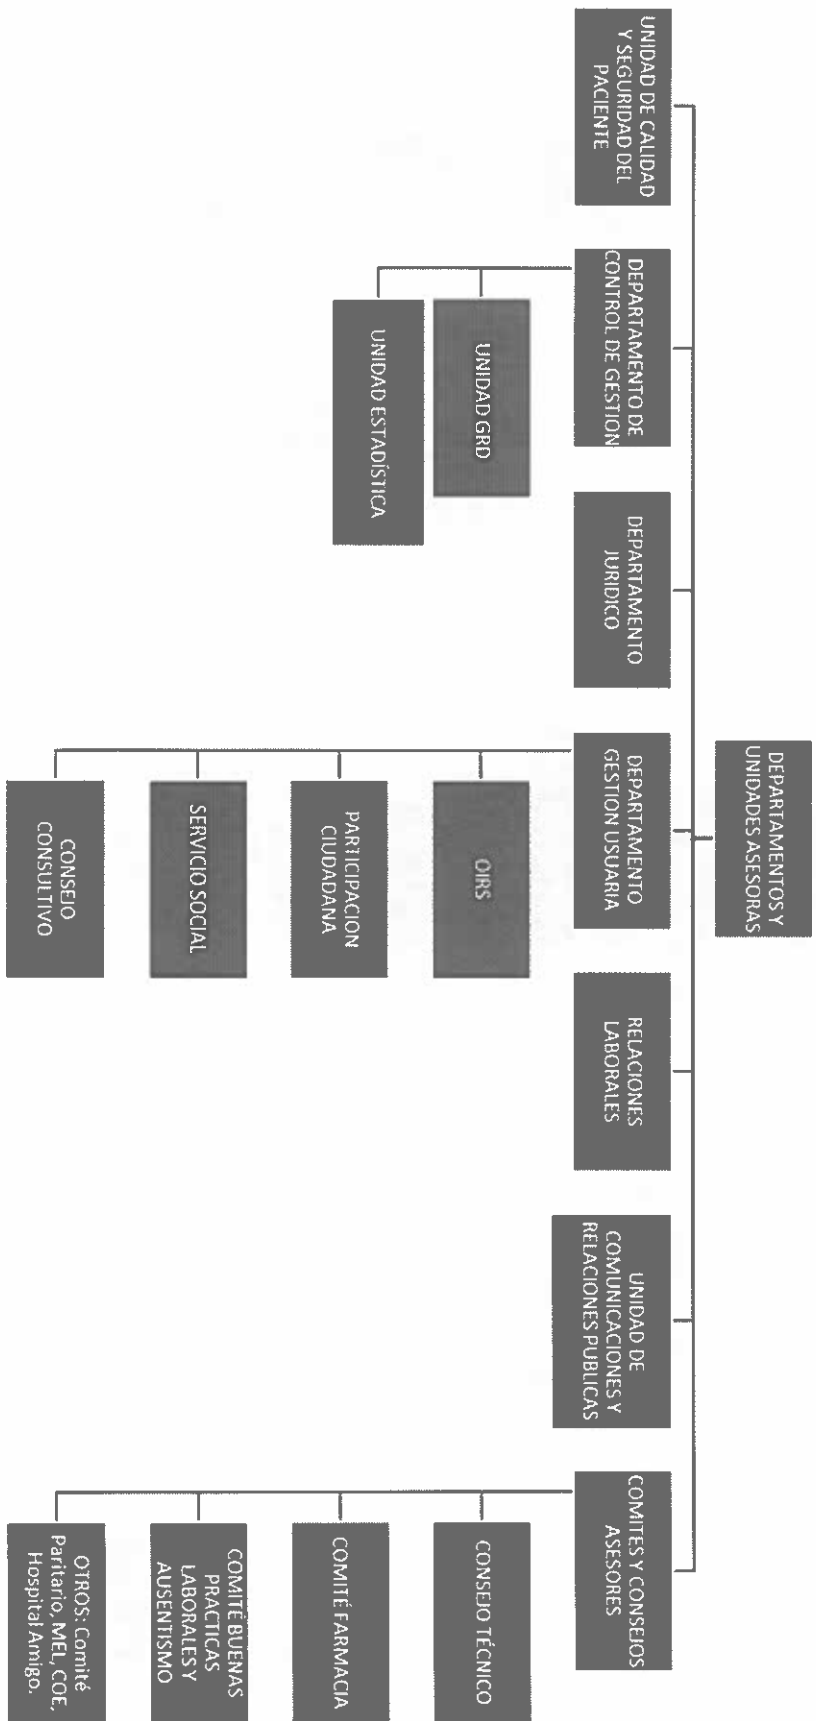 DEPARTAMENTOS Y
UNIDADES ASESORAS
UNIDAD DE CALIDAD
Y SEGURIDAD DEL
PACIENTE
DEPARTAMENTO DE
CONTROL DE GESTION
UNIDAD GRD
UNIDAD ESTADÍSTICA
DEPARTAMENTO
JURIDICO
DEPARTAMENTO
GESTION USUARIA
OIRS
PARTICIPACION
CIUDADANA
SERVICIO SOCIAL
CONSEJO
CONSULTIVO
RELACIONES
LABORALES
UNIDAD DE
COMUNICACIONES Y
RELACIONES PUBLICAS
COMITES Y CONSEJOS
ASESORES
CONSEJO TÉCNICO
COMITÉ FARMACIA
COMITÉ BUENAS
PRACTICAS
LABORALES Y
AUSENTISMO
OTROS: Comité
Paritario, MEL, COE,
Hospital Amigo.